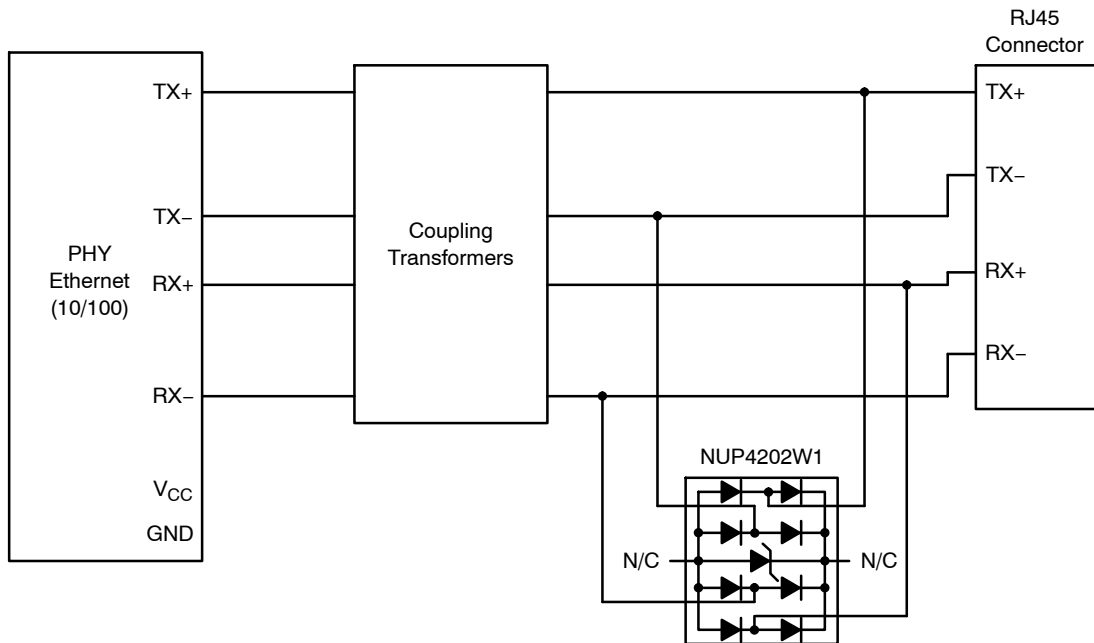 RJ45
Connector
TX+
TX+
TX−
TX−
PHY
Ethernet
(10/100)
RX+
Coupling
Transformers
RX+
RX−
RX−
NUP4202W1
VCC
GND
N/C
N/C